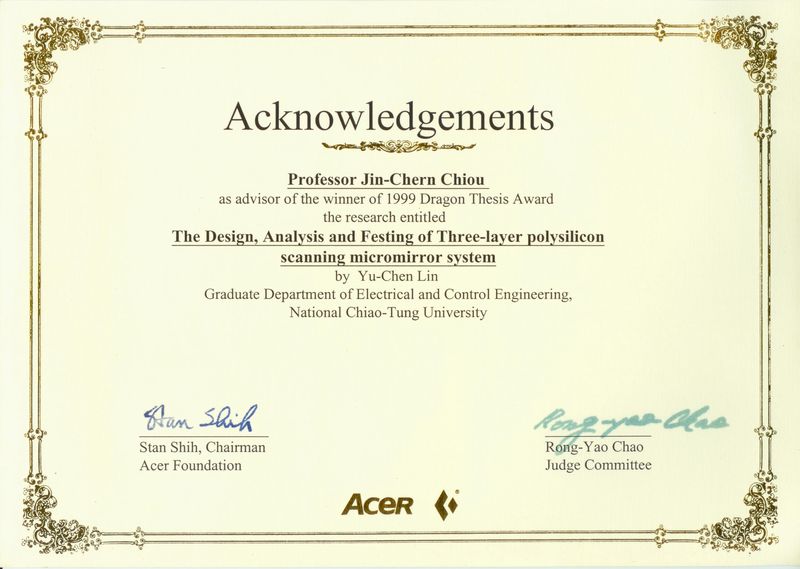 Acknowledgements
Professor Jin-Chern Chiou
as advisor of the winner of 1999 Dragon Thesis Award
the research entitled
The Design, Analysis and Festing of Three-layer polysilicon
scanning micromirror system
by Yu-Chen Lin
Graduate Department of Electrical and Control Engineering,
National Chiao-Tung University
Stan Shih
Stan Shih, Chairman
Acer Foundation
Rong-yao Chao
Rong-Yao Chao
Judge Committee
Acer ®